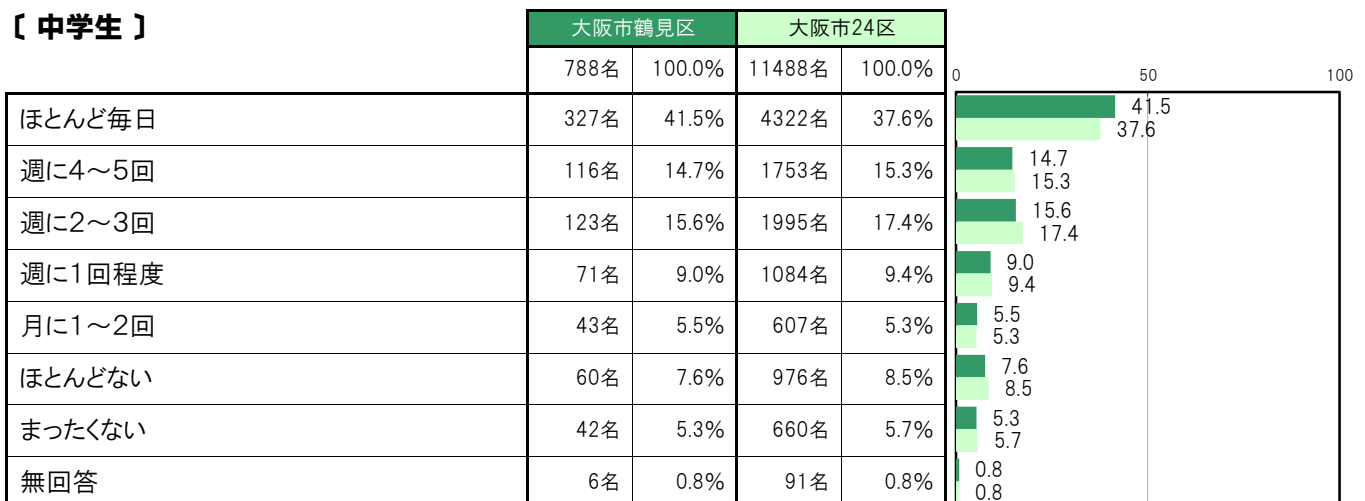 〔 中学生 〕
大阪市鶴見区 大阪市24区
788名 100.0% 11488名 100.0%
0 50 100
ほとんど毎日 327名 41.5% 4322名 37.6%
41.5
37.6
週に4～5回 116名 14.7% 1753名 15.3%
14.7
15.3
週に2～3回 123名 15.6% 1995名 17.4%
15.6
17.4
週に1回程度 71名 9.0% 1084名 9.4%
9.0
9.4
月に1～2回 43名 5.5% 607名 5.3%
5.5
5.3
ほとんどない 60名 7.6% 976名 8.5%
7.6
8.5
まったくない 42名 5.3% 660名 5.7%
5.3
5.7
無回答 6名 0.8% 91名 0.8%
0.8
0.8